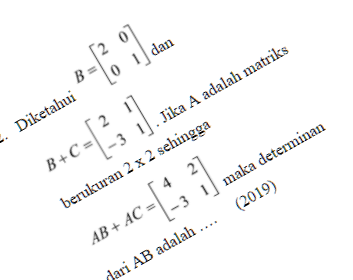 2. Diketahui B = [2 0; 0 1] dan
B + C = [2 1; -3 1]. Jika A adalah matriks
berukuran 2 x 2 sehingga
AB + AC = [4 2; -3 1] maka determinan
dari AB adalah .... (2019)